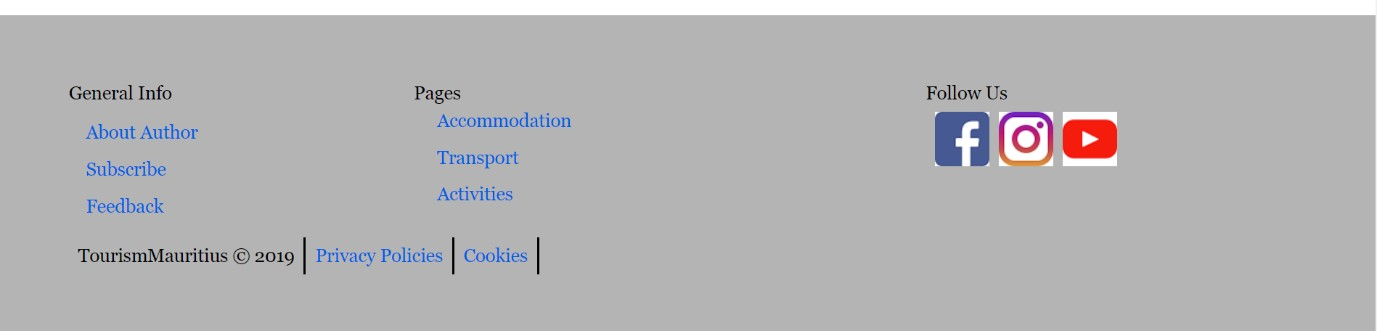 General Info
About Author
Subscribe
Feedback
Pages
Accommodation
Transport
Activities
Follow Us
TourismMauritius © 2019 | Privacy Policies | Cookies |